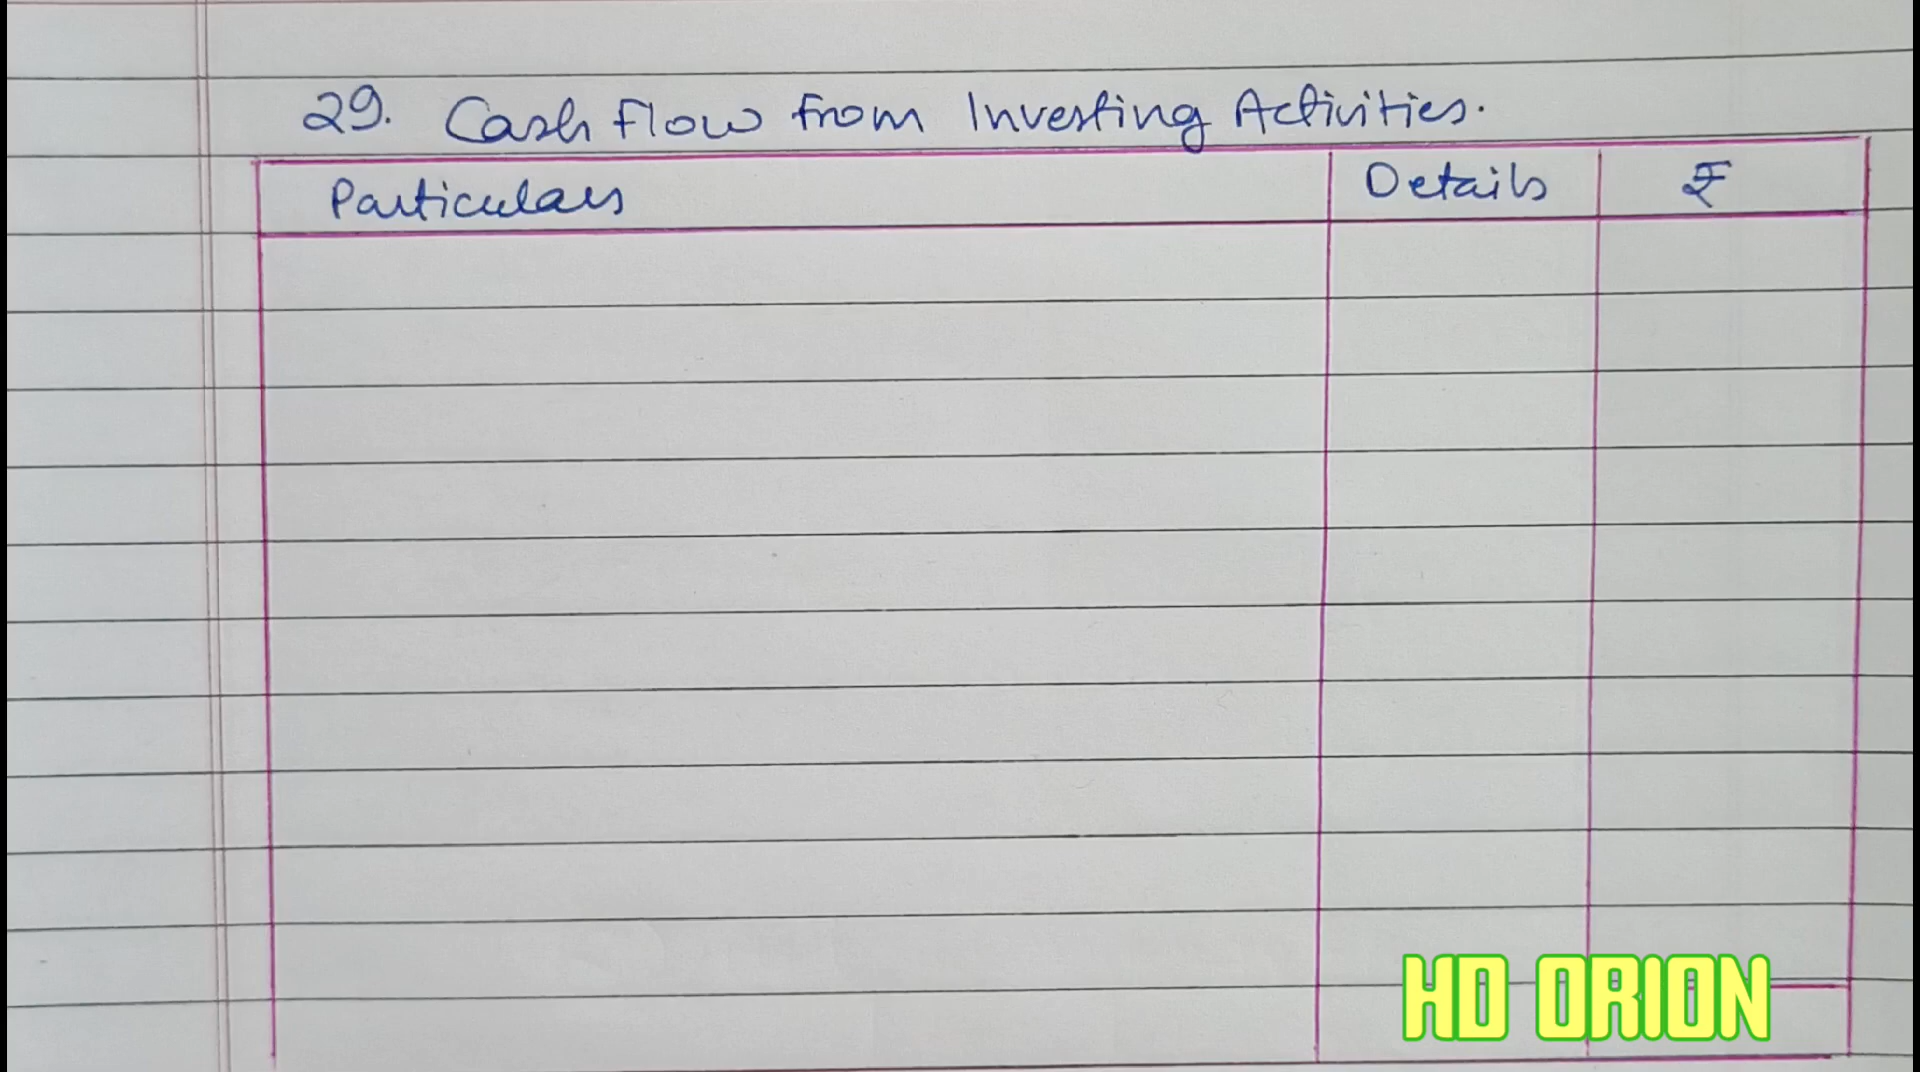 29. Cash flow from Investing Activities.
Particulars Details ₹
HD ORION